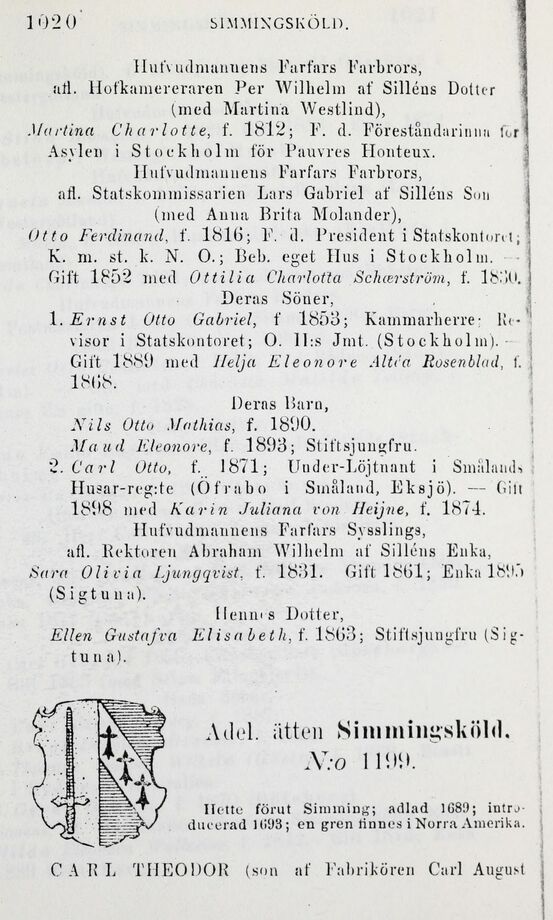 1020 SIMMINGSKÖLD.
Hufvudmannens Farfars Farbrors,
afl. Hofkamereraren Per Wilhelm af Silléns Dotter
(med Martina Westlind),
Martina Charlotte, f. 1812; F. d. Föreståndarinna för
Asylen i Stockholm för Pauvres Honteux.
Hufvudmannens Farfars Farbrors,
afl. Statskommissarien Lars Gabriel af Silléns Son
(med Anna Brita Molander),
Otto Ferdinand, f. 1816; F. d. President i Statskontoret;
K. m. st. k. N. O.; Beb. eget Hus i Stockholm. —
Gift 1852 med Ottilia Charlotta Schærström, f. 1830.
Deras Söner,
1. Ernst Otto Gabriel, f 1853; Kammarherre; Re-
visor i Statskontoret; O. II:s Jmt. (Stockholm). —
Gift 1889 med Helja Eleonore Altea Rosenblad, f.
1868.
Deras Barn,
Nils Otto Mathias, f. 1890.
Maud Eleonore, f. 1893; Stiftsjungfru.
2. Carl Otto, f. 1871; Under-Löjtnant i Smålands
Husar-reg:te (Öfrabo i Småland, Eksjö). — Gift
1898 med Karin Juliana von Heijne, f. 1874.
Hufvudmannens Farfars Sysslings,
afl. Rektoren Abraham Wilhelm af Silléns Enka,
Sara Olivia Ljungqvist, f. 1831. Gift 1861; Enka 1895
(Sigtuna).
Hennes Dotter,
Ellen Gustafva Elisabeth, f. 1863; Stiftsjungfru (Sig-
tuna).
Adel. ätten Simmingsköld.
N:o 1199.
Hette förut Simming; adlad 1689; intro-
ducerad 1693; en gren finnes i Norra Amerika.
CARL THEODOR (son af Fabrikören Carl August